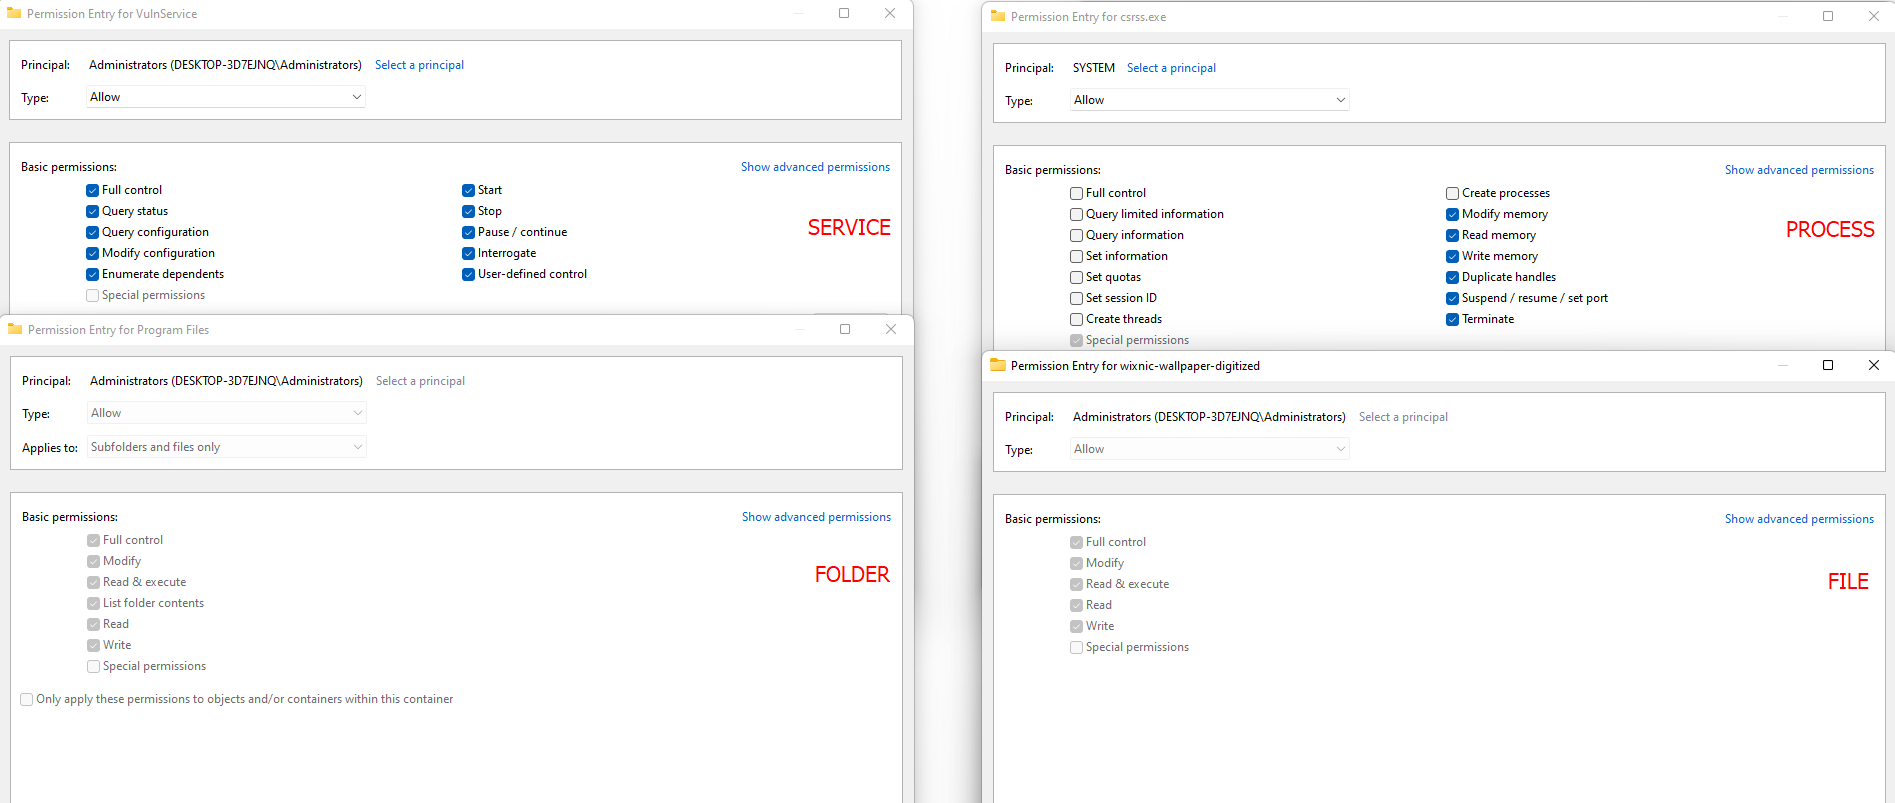 Permission Entry for VulnService
Principal: Administrators (DESKTOP-3D7EJNQ\Administrators) Select a principal
Type: Allow
Basic permissions: Show advanced permissions
Full control Start
Query status Stop
Query configuration Pause / continue
Modify configuration Interrogate
Enumerate dependents User-defined control
Special permissions
SERVICE
Permission Entry for csrss.exe
Principal: SYSTEM Select a principal
Type: Allow
Basic permissions: Show advanced permissions
Full control Create processes
Query limited information Modify memory
Query information Read memory
Set information Write memory
Set quotas Duplicate handles
Set session ID Suspend / resume / set port
Create threads Terminate
Special permissions
PROCESS
Permission Entry for Program Files
Principal: Administrators (DESKTOP-3D7EJNQ\Administrators) Select a principal
Type: Allow
Applies to: Subfolders and files only
Basic permissions: Show advanced permissions
Full control
Modify
Read & execute
List folder contents
Read
Write
Special permissions
Only apply these permissions to objects and/or containers within this container
FOLDER
Permission Entry for wixnic-wallpaper-digitized
Principal: Administrators (DESKTOP-3D7EJNQ\Administrators) Select a principal
Type: Allow
Basic permissions: Show advanced permissions
Full control
Modify
Read & execute
Read
Write
Special permissions
FILE